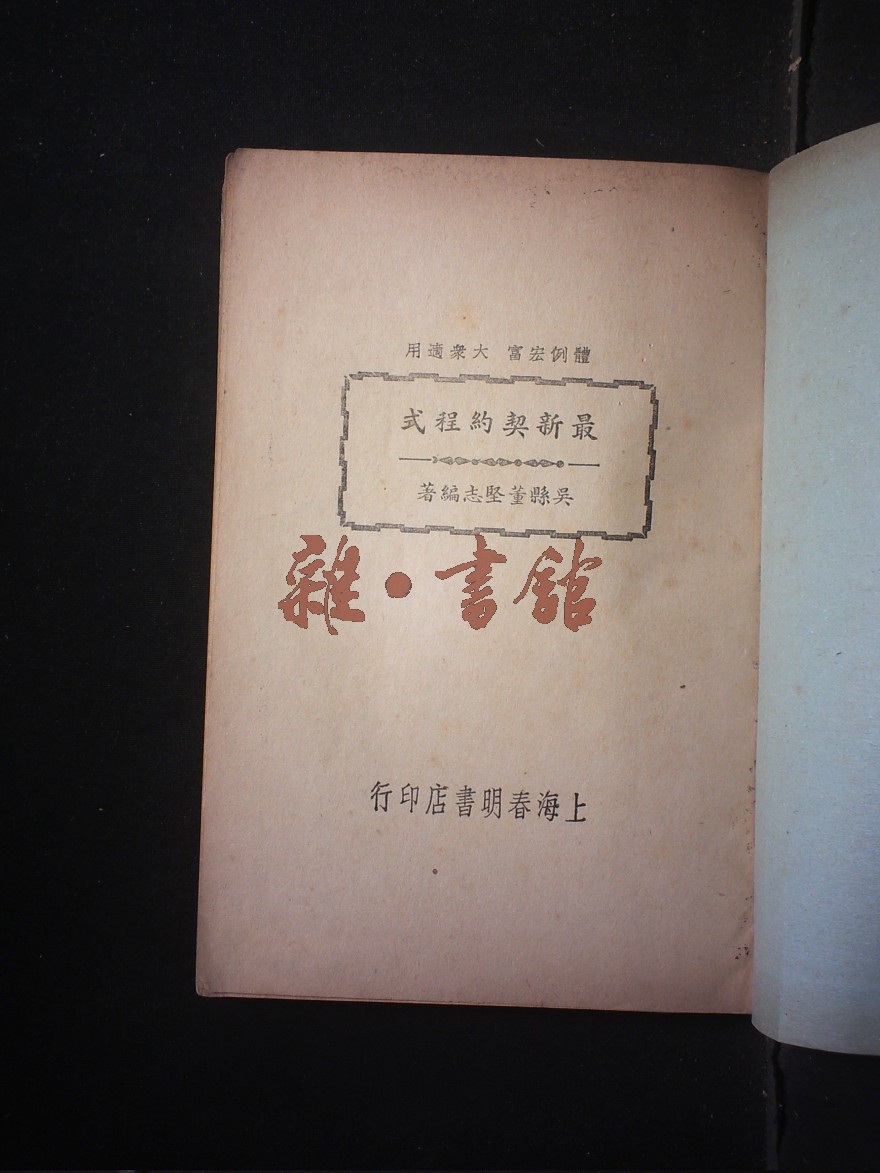 體例宏富 大衆適用
最新契約程式
吳縣董堅志編著
雜·書館
上海春明書店印行